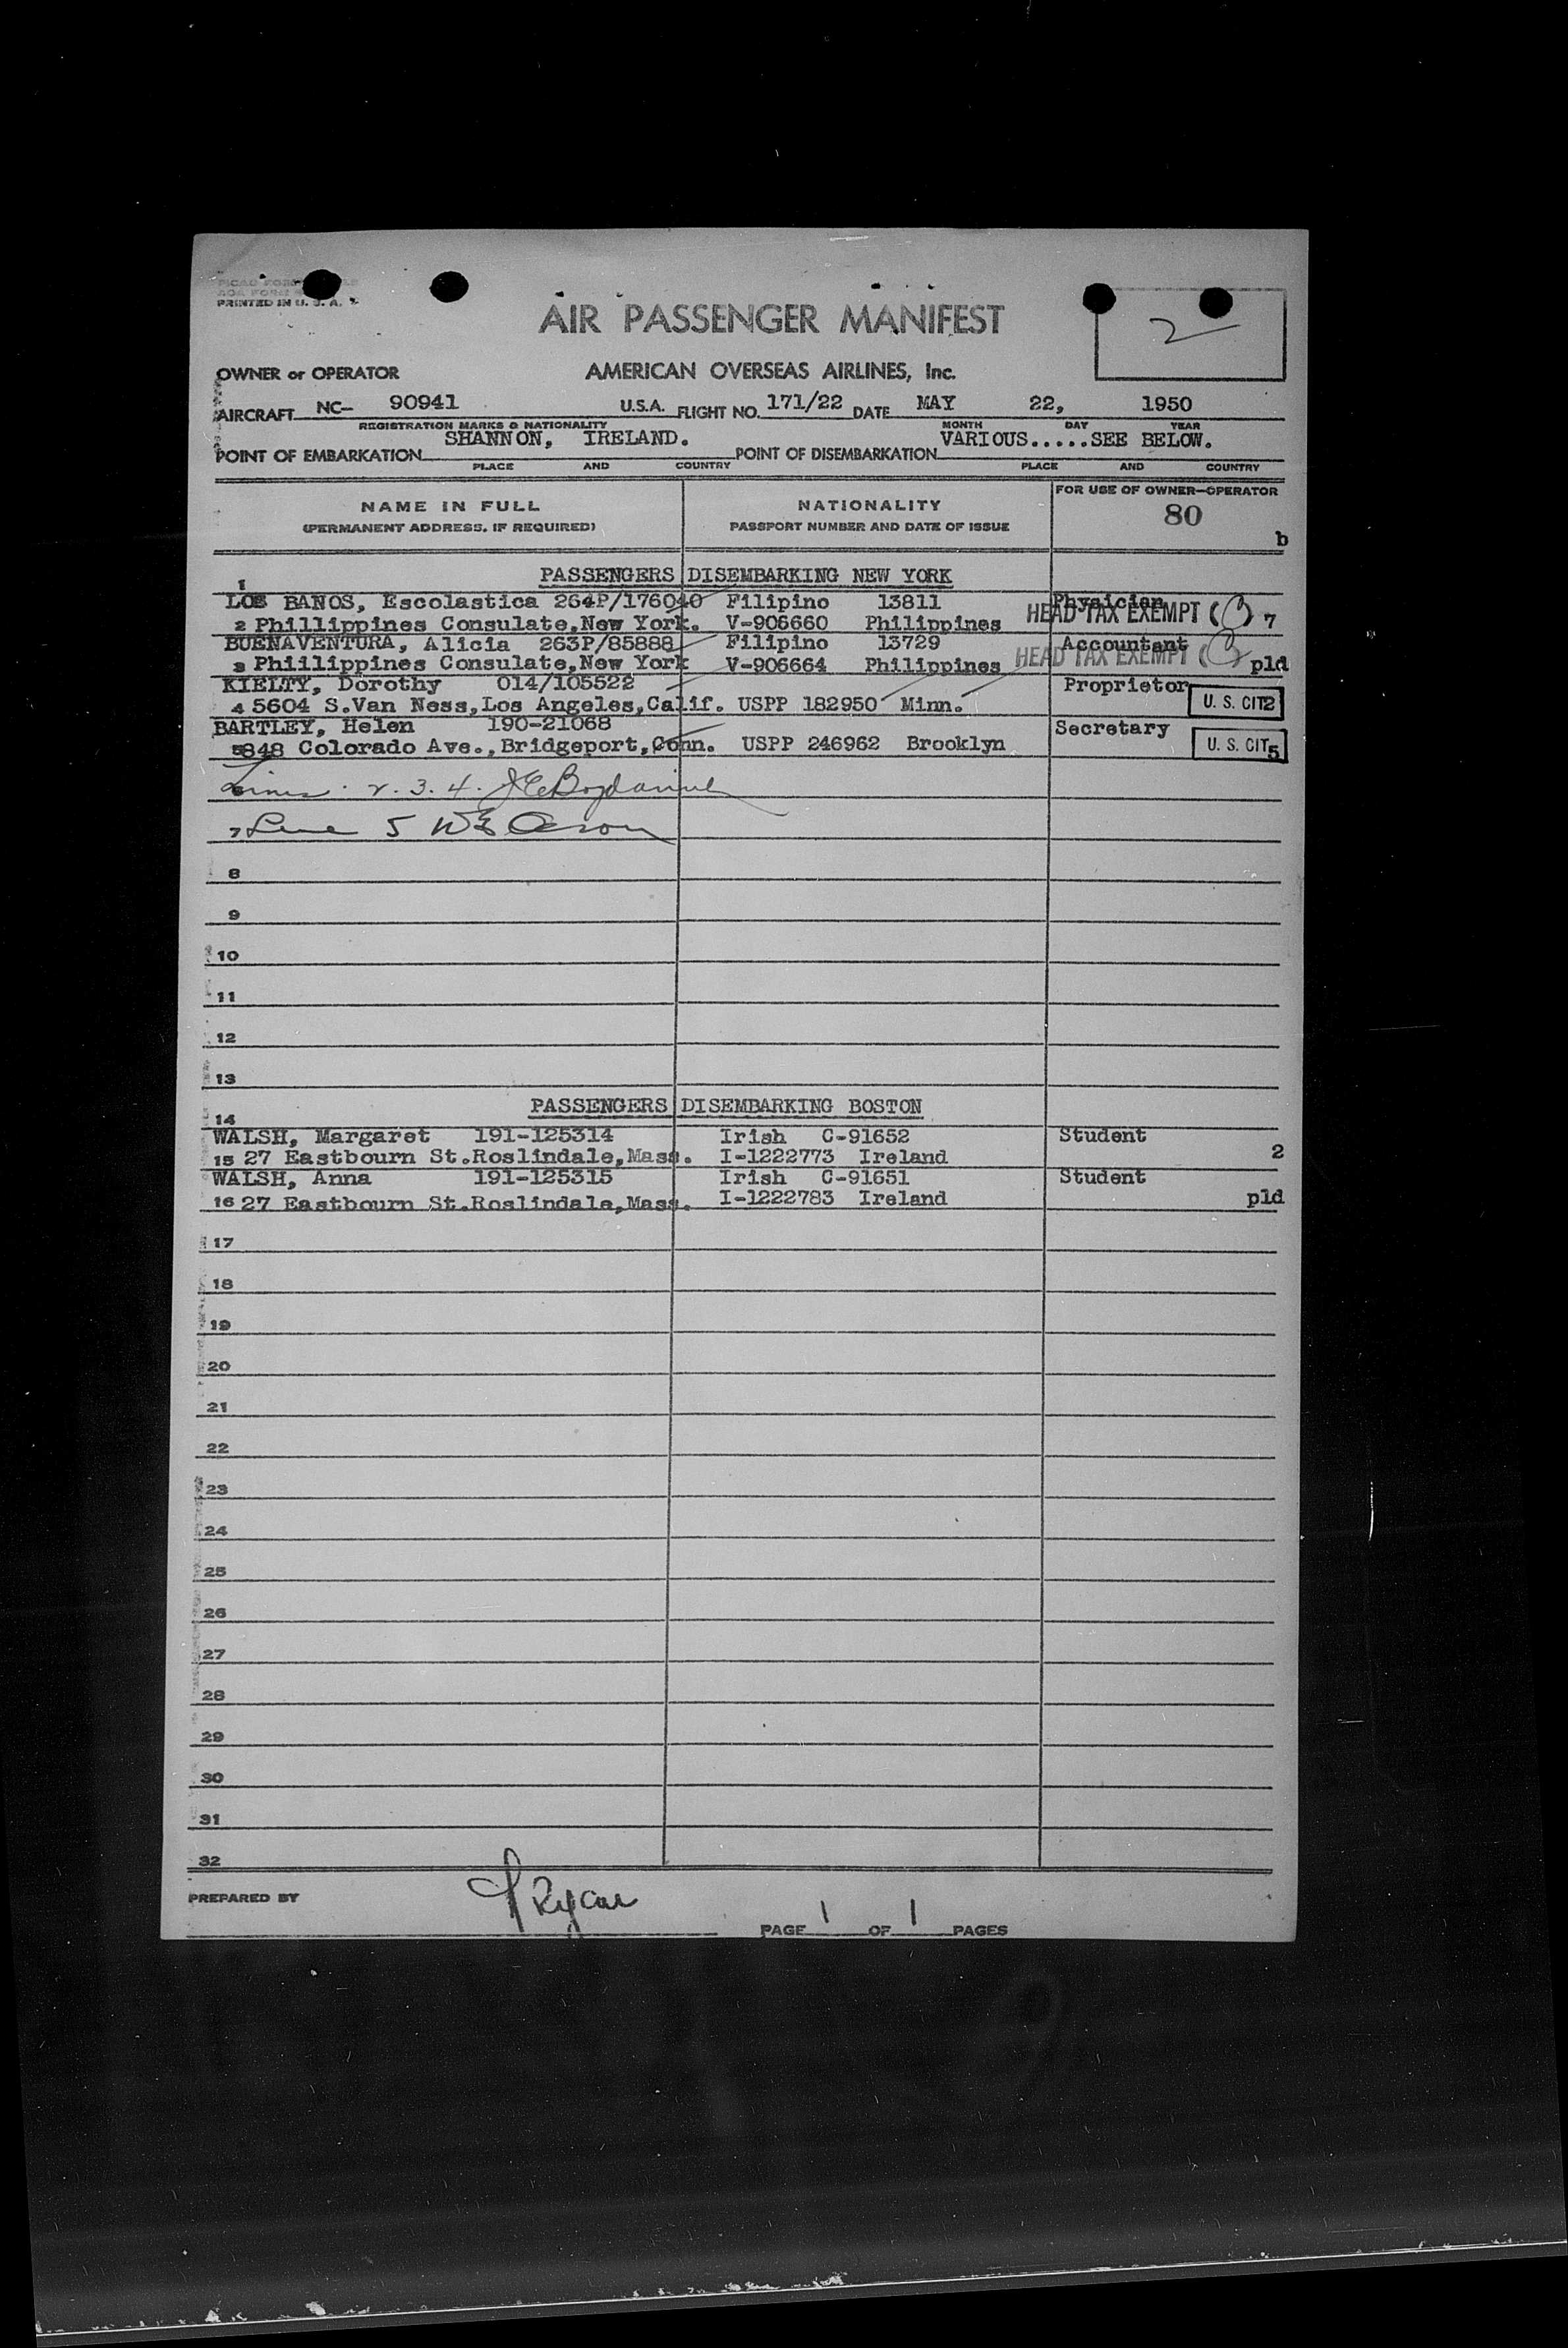 PRINTED IN U. S. A.
AIR PASSENGER MANIFEST
2
OWNER or OPERATOR AMERICAN OVERSEAS AIRLINES, Inc.
AIRCRAFT NC- 90941 U.S.A. FLIGHT NO. 171/22 DATE MAY 22, 1950
REGISTRATION MARKS & NATIONALITY MONTH DAY YEAR
POINT OF EMBARKATION SHANNON, IRELAND. POINT OF DISEMBARKATION VARIOUS.....SEE BELOW.
PLACE AND COUNTRY PLACE AND COUNTRY
NAME IN FULL NATIONALITY FOR USE OF OWNER-OPERATOR
(PERMANENT ADDRESS, IF REQUIRED) PASSPORT NUMBER AND DATE OF ISSUE 80
b
1 PASSENGERS DISEMBARKING NEW YORK
LOS BANOS, Escolastica 264P/176040 Filipino 13811 Physician
2 Phillippines Consulate,New York. V-906660 Philippines HEAD TAX EXEMPT ( ) 7
BUENAVENTURA, Alicia 263P/85888 Filipino 13729 Accountant
3 Phiillippines Consulate,New York V-906664 Philippines HEAD TAX EXEMPT ( ) pld
KIELTY, Dorothy 014/105522 Proprietor
4 5604 S.Van Ness,Los Angeles,Calif. USPP 182950 Minn. U. S. CIT 2
BARTLEY, Helen 190-21068 Secretary
5 848 Colorado Ave.,Bridgeport,Conn. USPP 246962 Brooklyn U. S. CIT 5
6 Lines 2. 3. 4.
7 Line 5
8
9
10
11
12
13
14 PASSENGERS DISEMBARKING BOSTON
WALSH, Margaret 191-125314 Irish C-91652 Student
15 27 Eastbourn St.Roslindale,Mass. I-1222773 Ireland 2
WALSH, Anna 191-125315 Irish C-91651 Student
16 27 Eastbourn St.Roslindale,Mass. I-1222783 Ireland pld
17
18
19
20
21
22
23
24
25
26
27
28
29
30
31
32
PREPARED BY
PAGE 1 OF 1 PAGES